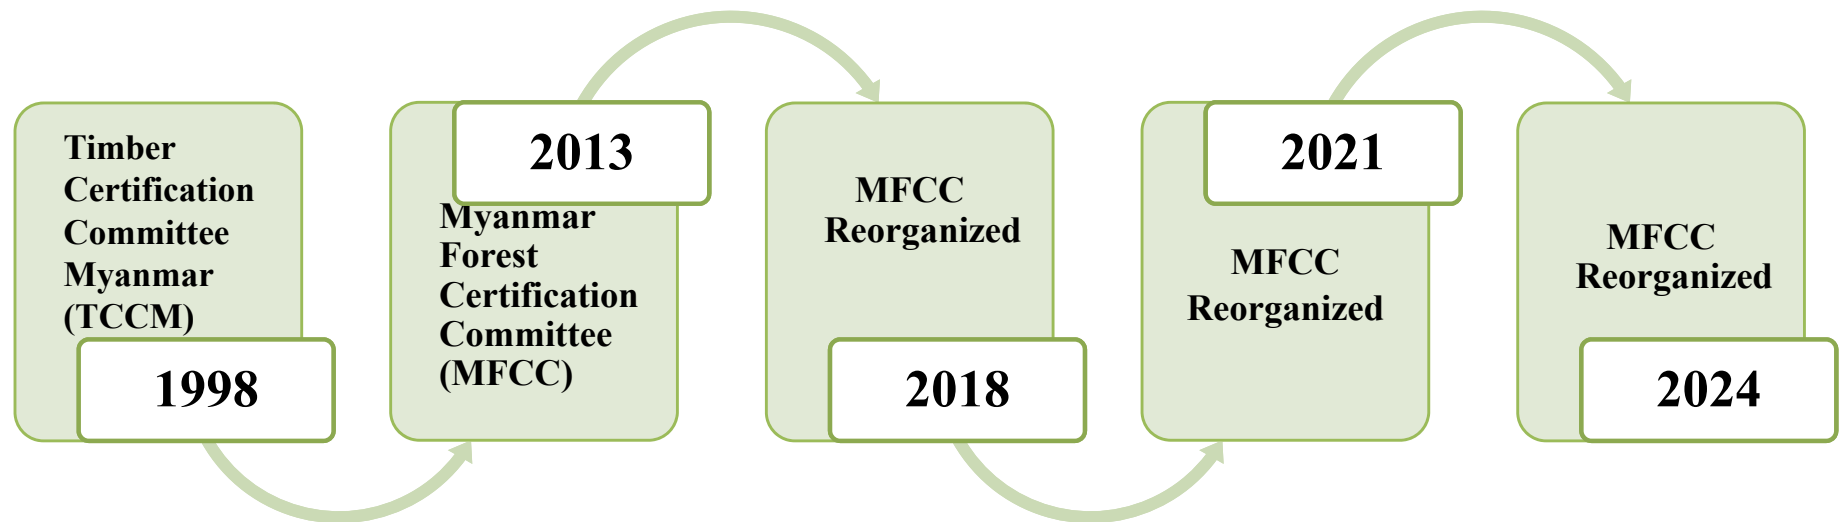 Timber
Certification
Committee
Myanmar
(TCCM)
1998
2013
Myanmar
Forest
Certification
Committee
(MFCC)
MFCC
Reorganized
2018
2021
MFCC
Reorganized
MFCC
Reorganized
2024